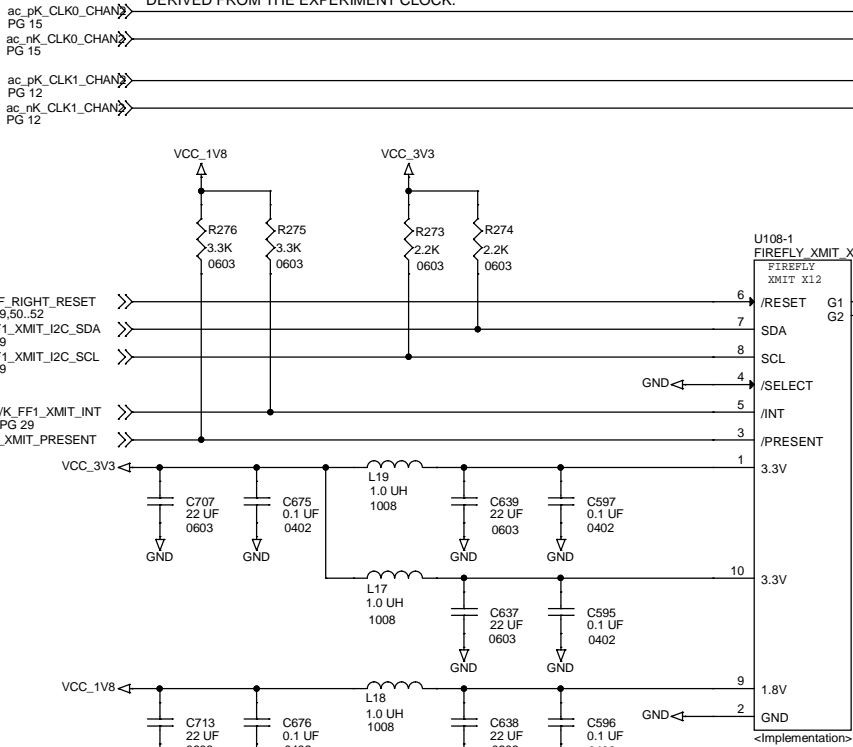 DERIVED FROM THE EXPERIMENT CLOCK.
ac_pK_CLK0_CHAN2
PG 15
ac_nK_CLK0_CHAN2
PG 15
ac_pK_CLK1_CHAN2
PG 12
ac_nK_CLK1_CHAN2
PG 12
VCC_1V8
VCC_3V3
R276
3.3K
0603
R275
3.3K
0603
R273
2.2K
0603
R274
2.2K
0603
U108-1
FIREFLY_XMIT_X
FIREFLY
XMIT X12
F_RIGHT_RESET
9,50..52
6
/RESET
G1
G2
1_XMIT_I2C_SDA
9
7
SDA
1_XMIT_I2C_SCL
9
8
SCL
GND
4
/SELECT
/K_FF1_XMIT_INT
PG 29
5
/INT
_XMIT_PRESENT
3
/PRESENT
VCC_3V3
L19
1.0 UH
1008
1
3.3V
C707
22 UF
0603
GND
C675
0.1 UF
0402
GND
C639
22 UF
0603
GND
C597
0.1 UF
0402
GND
L17
1.0 UH
1008
10
3.3V
C637
22 UF
0603
GND
C595
0.1 UF
0402
GND
VCC_1V8
L18
1.0 UH
1008
9
1.8V
GND
2
GND
C713
22 UF
C676
0.1 UF
C638
22 UF
C596
0.1 UF
<Implementation>